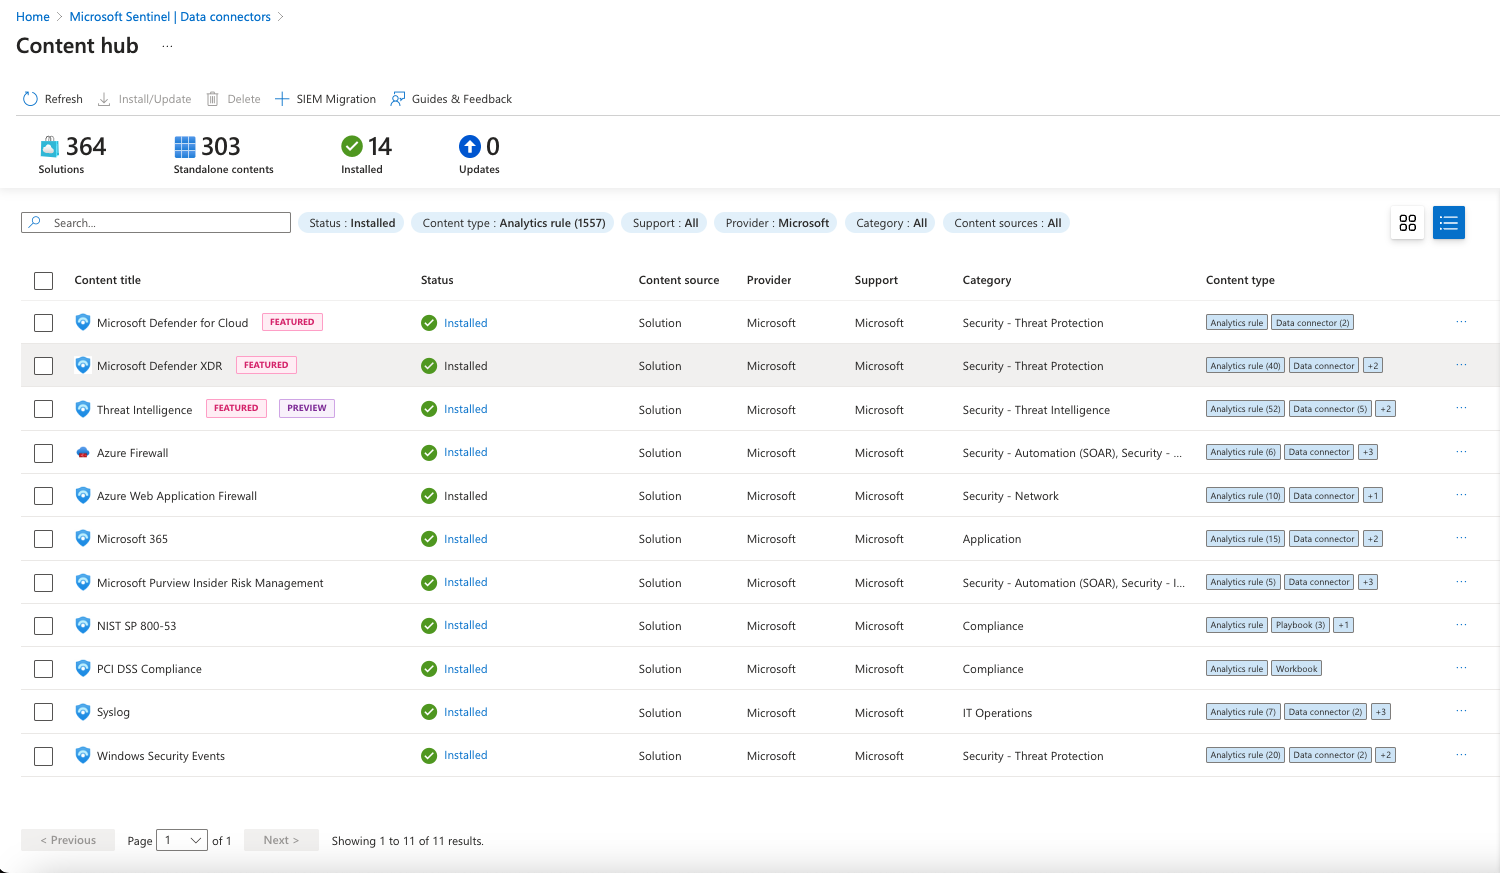 Home > Microsoft Sentinel | Data connectors >
Content hub ...
Refresh Install/Update Delete SIEM Migration Guides & Feedback
364 303 14 0
Solutions Standalone contents Installed Updates
Search... Status : Installed Content type : Analytics rule (1557) Support : All Provider : Microsoft Category : All Content sources : All
Content title Status Content source Provider Support Category Content type
Microsoft Defender for Cloud FEATURED Installed Solution Microsoft Microsoft Security - Threat Protection Analytics rule Data connector (2) ...
Microsoft Defender XDR FEATURED Installed Solution Microsoft Microsoft Security - Threat Protection Analytics rule (40) Data connector +2 ...
Threat Intelligence FEATURED PREVIEW Installed Solution Microsoft Microsoft Security - Threat Intelligence Analytics rule (52) Data connector (5) +2 ...
Azure Firewall Installed Solution Microsoft Microsoft Security - Automation (SOAR), Security - ... Analytics rule (6) Data connector +3 ...
Azure Web Application Firewall Installed Solution Microsoft Microsoft Security - Network Analytics rule (10) Data connector +1 ...
Microsoft 365 Installed Solution Microsoft Microsoft Application Analytics rule (15) Data connector +2 ...
Microsoft Purview Insider Risk Management Installed Solution Microsoft Microsoft Security - Automation (SOAR), Security - I... Analytics rule (5) Data connector +3 ...
NIST SP 800-53 Installed Solution Microsoft Microsoft Compliance Analytics rule Playbook (3) +1 ...
PCI DSS Compliance Installed Solution Microsoft Microsoft Compliance Analytics rule Workbook ...
Syslog Installed Solution Microsoft Microsoft IT Operations Analytics rule (7) Data connector (2) +3 ...
Windows Security Events Installed Solution Microsoft Microsoft Security - Threat Protection Analytics rule (20) Data connector (2) +2 ...
< Previous Page 1 of 1 Next > Showing 1 to 11 of 11 results.